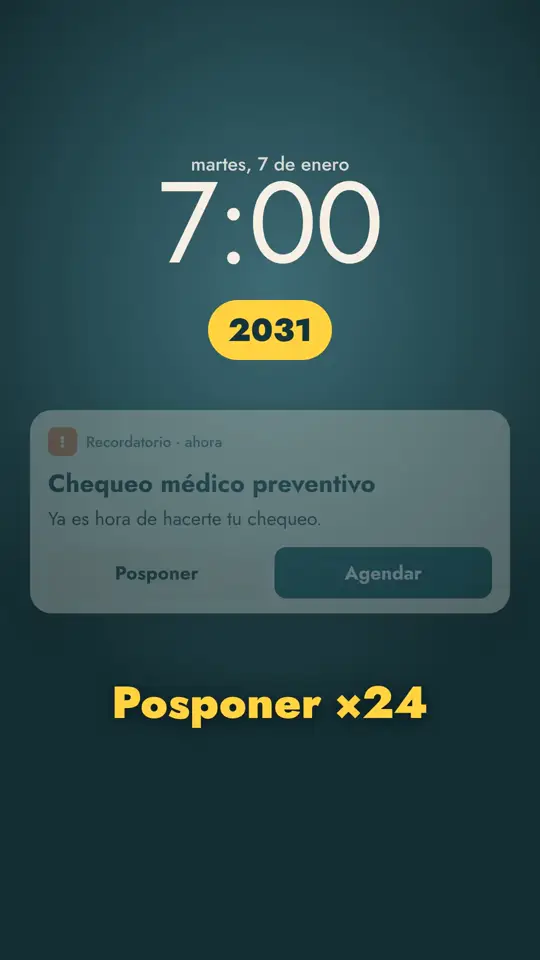 martes, 7 de enero
7:00
2031
! Recordatorio · ahora
Chequeo médico preventivo
Ya es hora de hacerte tu chequeo.
Posponer Agendar
Posponer ×24